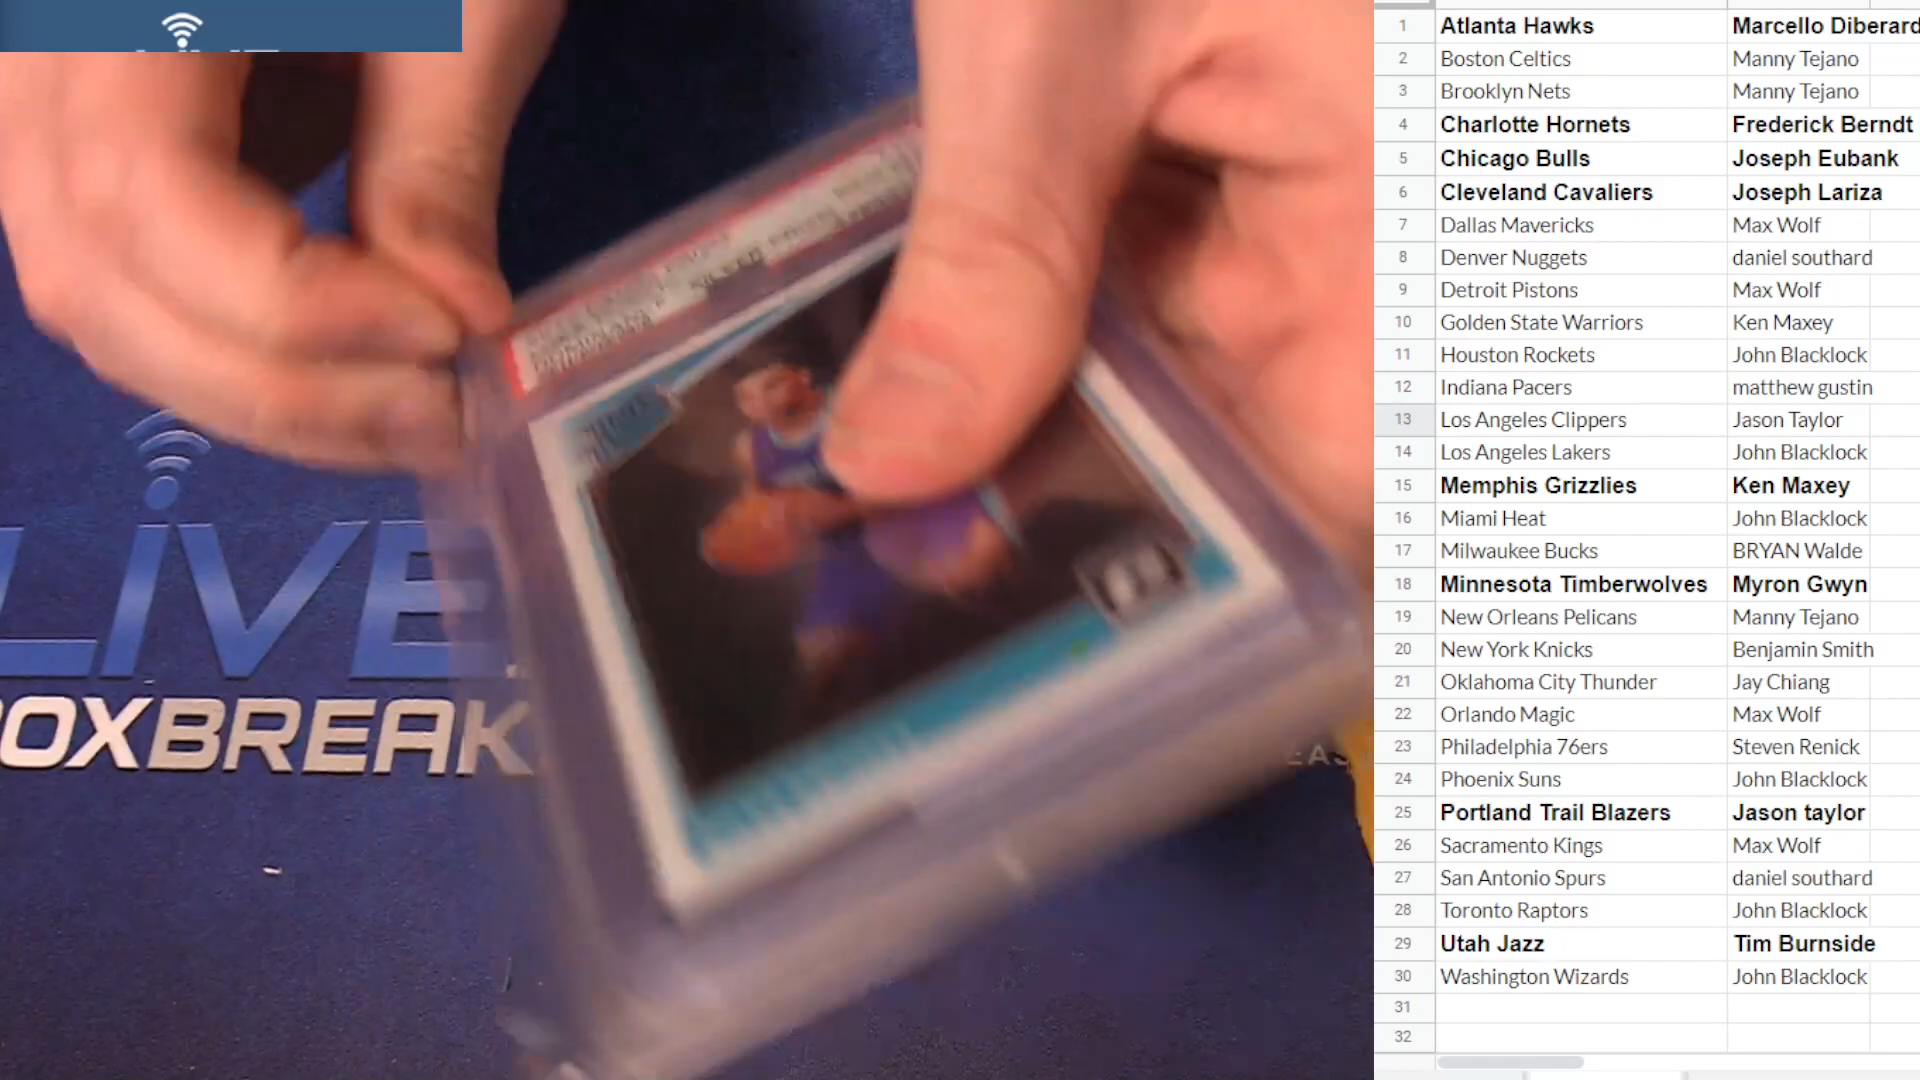 LIVE
OXBREAK
1 Atlanta Hawks Marcello Diberard
2 Boston Celtics Manny Tejano
3 Brooklyn Nets Manny Tejano
4 Charlotte Hornets Frederick Berndt
5 Chicago Bulls Joseph Eubank
6 Cleveland Cavaliers Joseph Lariza
7 Dallas Mavericks Max Wolf
8 Denver Nuggets daniel southard
9 Detroit Pistons Max Wolf
10 Golden State Warriors Ken Maxey
11 Houston Rockets John Blacklock
12 Indiana Pacers matthew gustin
13 Los Angeles Clippers Jason Taylor
14 Los Angeles Lakers John Blacklock
15 Memphis Grizzlies Ken Maxey
16 Miami Heat John Blacklock
17 Milwaukee Bucks BRYAN Walde
18 Minnesota Timberwolves Myron Gwyn
19 New Orleans Pelicans Manny Tejano
20 New York Knicks Benjamin Smith
21 Oklahoma City Thunder Jay Chiang
22 Orlando Magic Max Wolf
23 Philadelphia 76ers Steven Renick
24 Phoenix Suns John Blacklock
25 Portland Trail Blazers Jason taylor
26 Sacramento Kings Max Wolf
27 San Antonio Spurs daniel southard
28 Toronto Raptors John Blacklock
29 Utah Jazz Tim Burnside
30 Washington Wizards John Blacklock
31
32